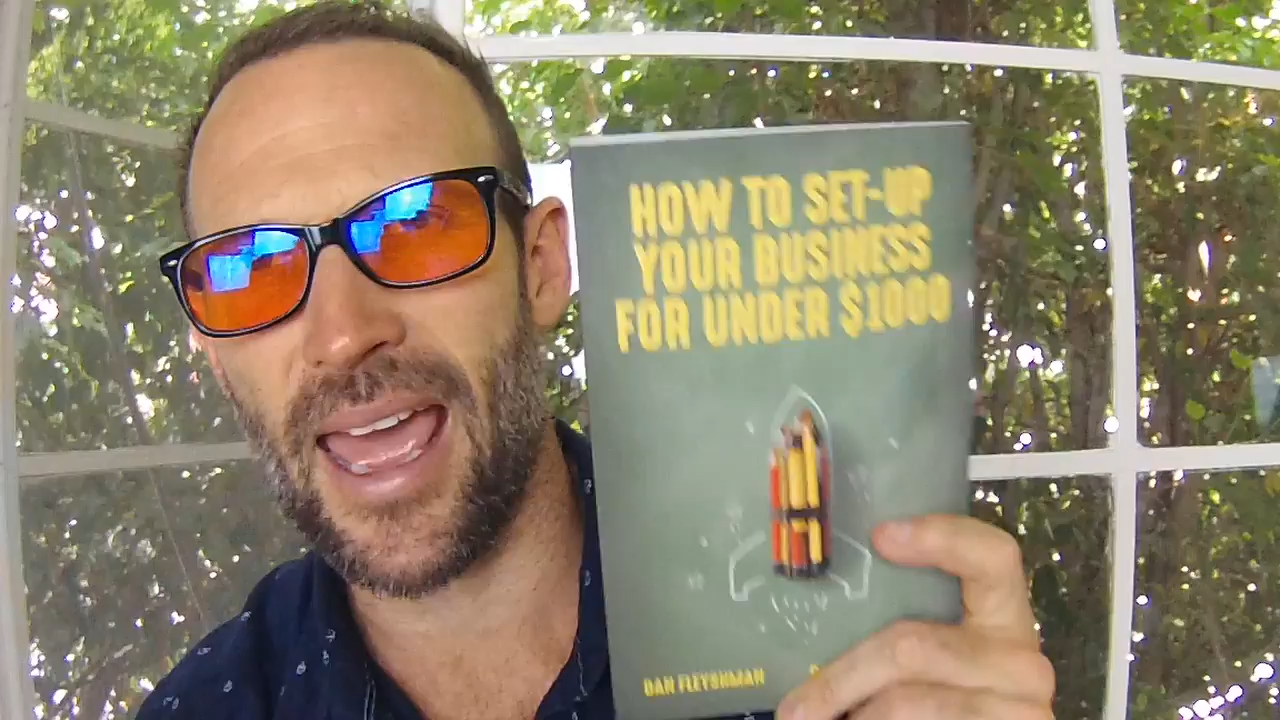 HOW TO SET-UP
YOUR BUSINESS
FOR UNDER $1000
DAN FLEYSHMAN